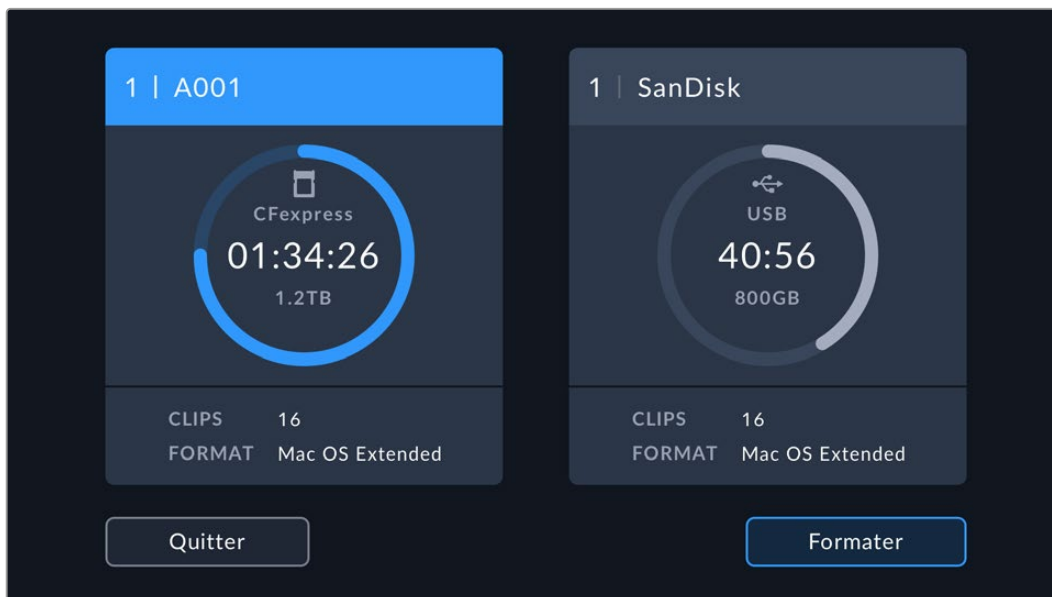 1 | A001
CFexpress
01:34:26
1.2TB
CLIPS 16
FORMAT Mac OS Extended
1 | SanDisk
USB
40:56
800GB
CLIPS 16
FORMAT Mac OS Extended
Quitter
Formater